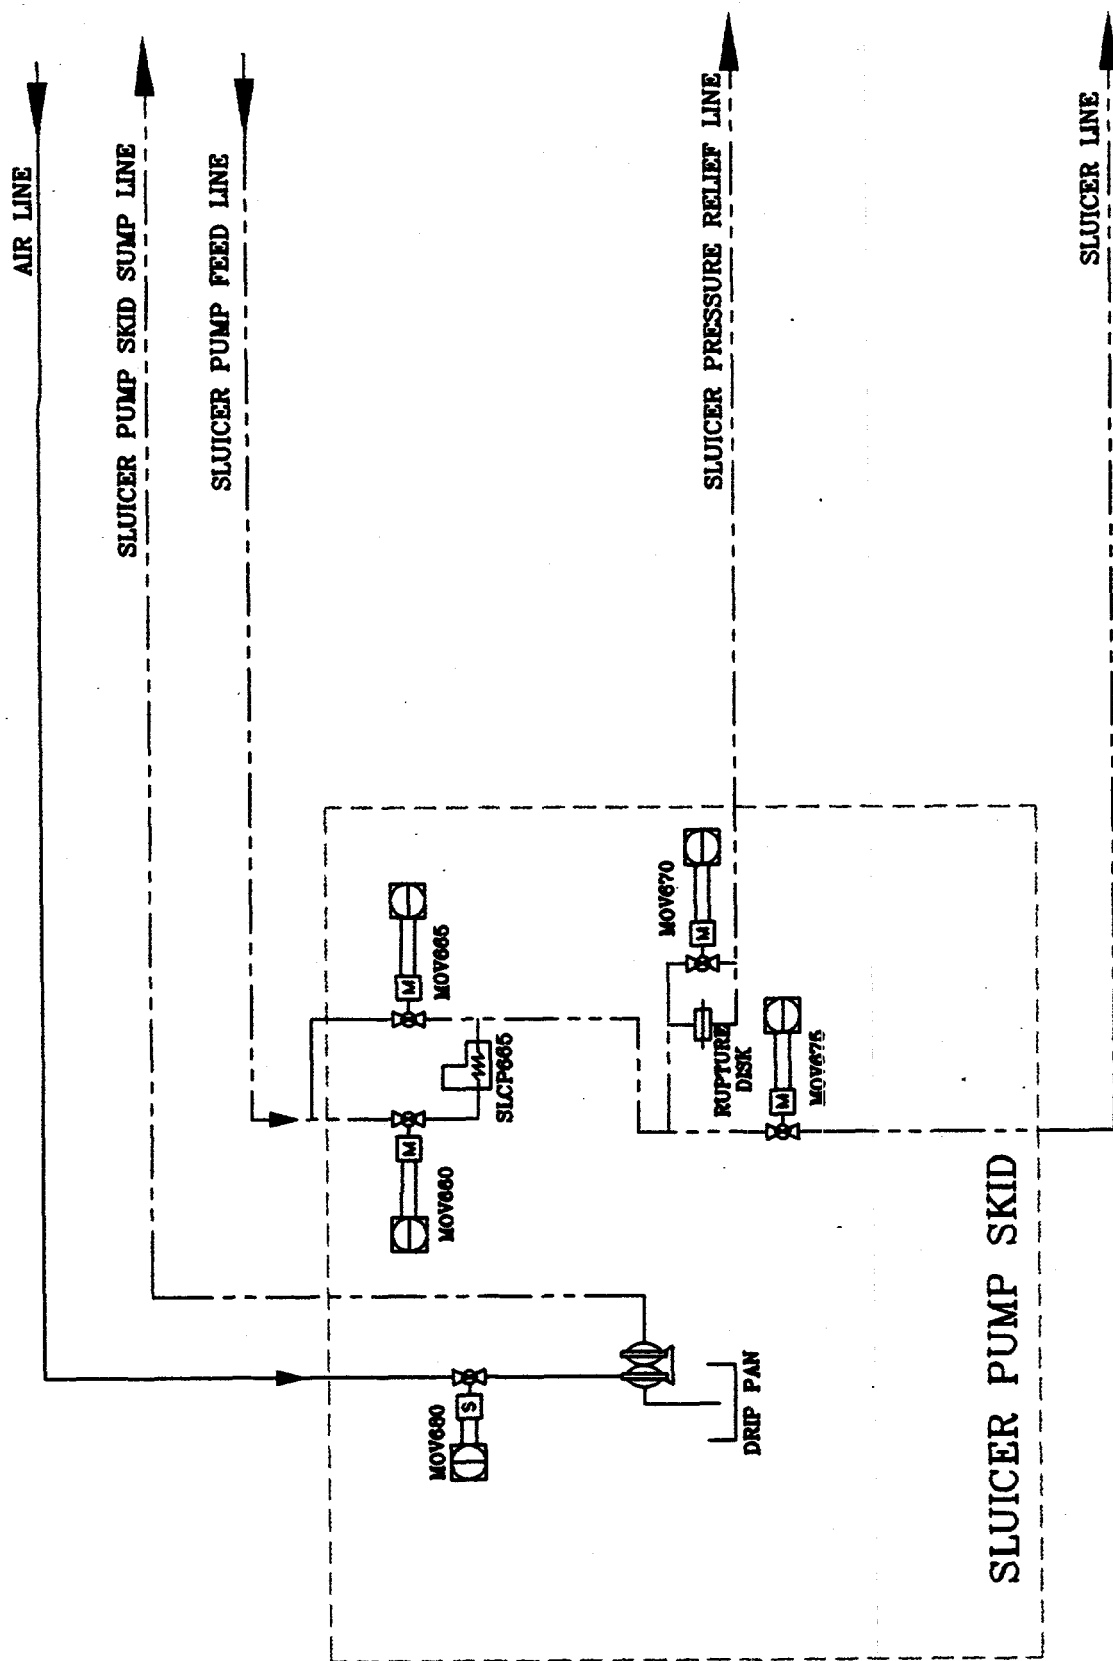 AIR LINE
SLUICER PUMP SKID SUMP LINE
SLUICER PUMP FEED LINE
SLUICER PRESSURE RELIEF LINE
SLUICER LINE
MOV665
M
SLCP665
MOV660
M
MOV670
M
RUPTURE
DISK
MOV675
M
MOV680
S
DRIP PAN
SLUICER PUMP SKID